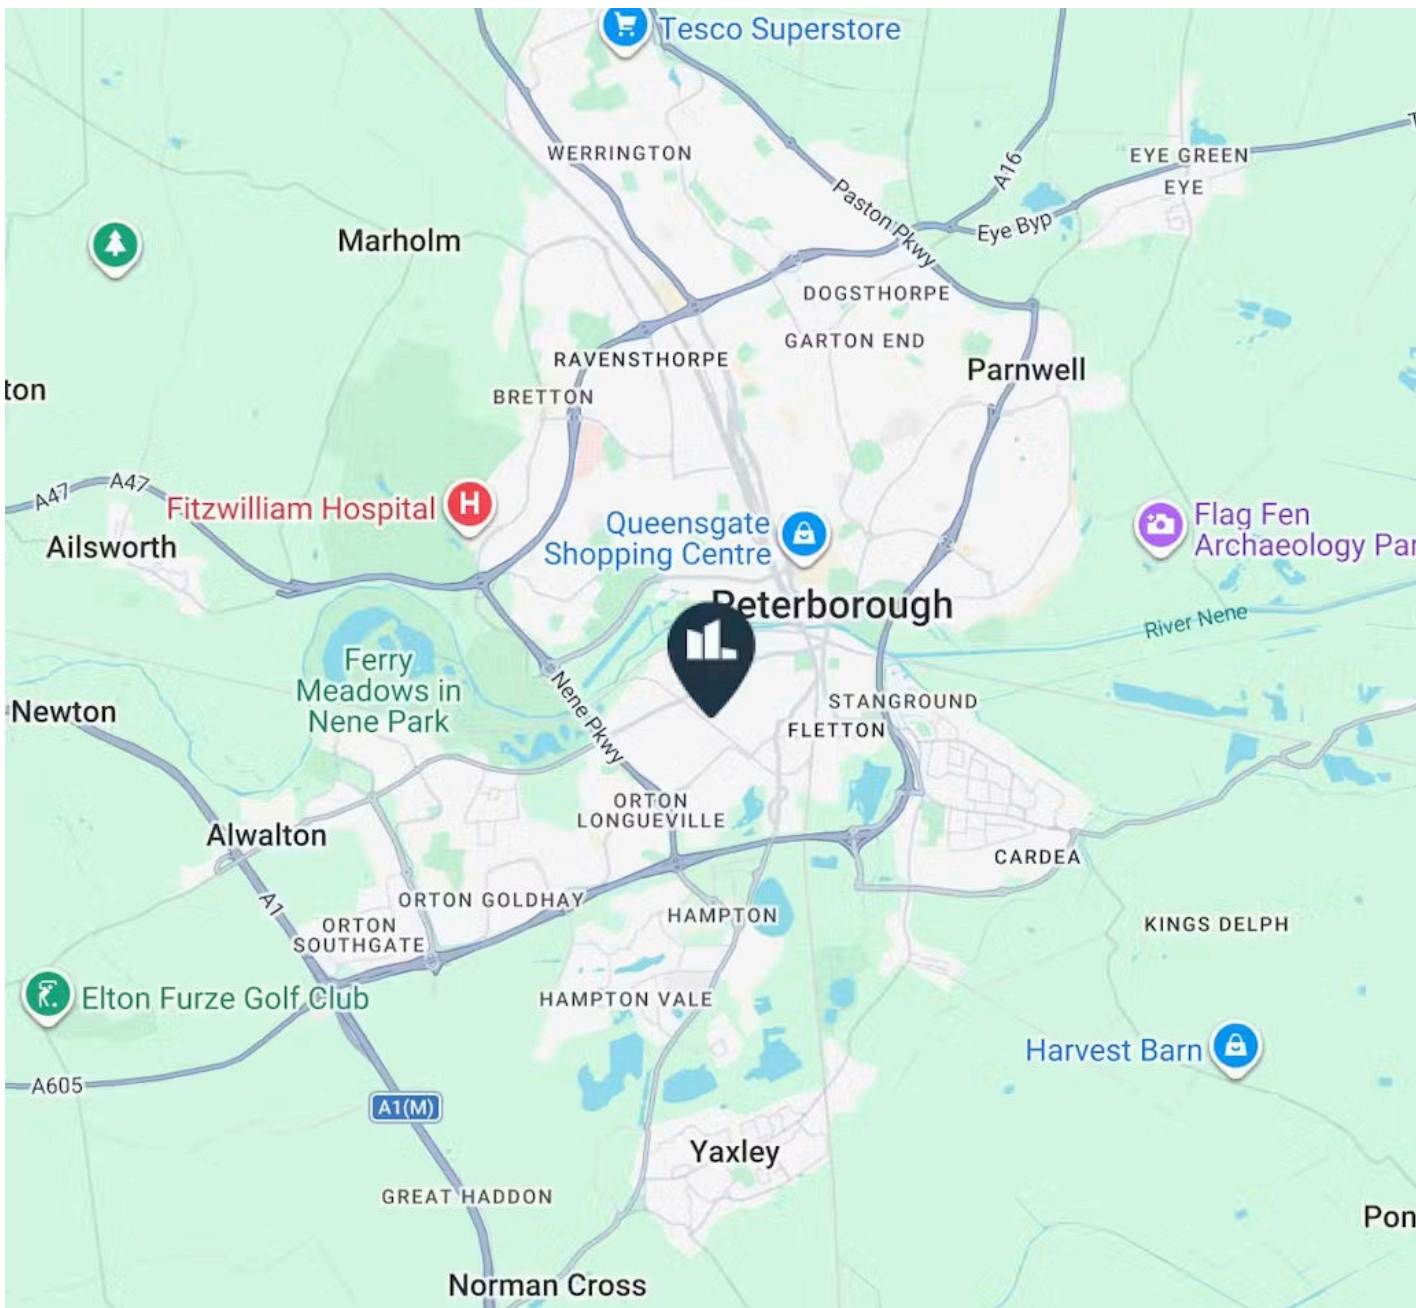 Tesco Superstore
WERRINGTON
A16
EYE GREEN
EYE
Paston Pkwy
Eye Byp
Marholm
DOGSTHORPE
GARTON END
RAVENSTHORPE
Parnwell
ton
BRETTON
A47
A47
Fitzwilliam Hospital
H
Queensgate
Shopping Centre
Flag Fen
Archaeology Par
Ailsworth
Peterborough
River Nene
Ferry
Meadows in
Nene Park
Newton
Nene Pkwy
STANGROUND
FLETTON
ORTON
LONGUEVILLE
Alwalton
CARDEA
A1
ORTON GOLDHAY
HAMPTON
ORTON
SOUTHGATE
KINGS DELPH
Elton Furze Golf Club
HAMPTON VALE
Harvest Barn
A605
A1(M)
Yaxley
GREAT HADDON
Pon
Norman Cross